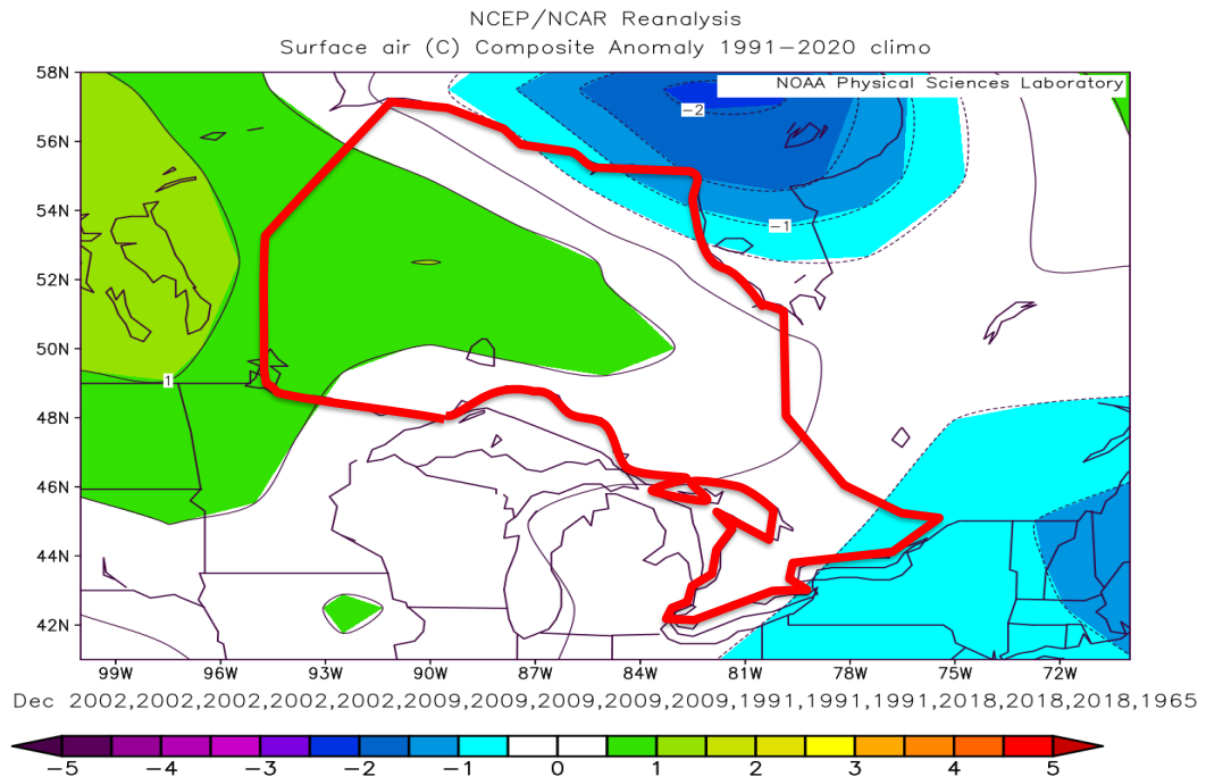 NCEP/NCAR Reanalysis
Surface air (C) Composite Anomaly 1991-2020 climo
NOAA Physical Sciences Laboratory
58N
56N
54N
52N
50N
48N
46N
44N
42N
-2
-1
1
99W 96W 93W 90W 87W 84W 81W 78W 75W 72W
Dec 2002,2002,2002,2002,2002,2009,2009,2009,2009,1991,1991,1991,2018,2018,2018,1965
-5 -4 -3 -2 -1 0 1 2 3 4 5